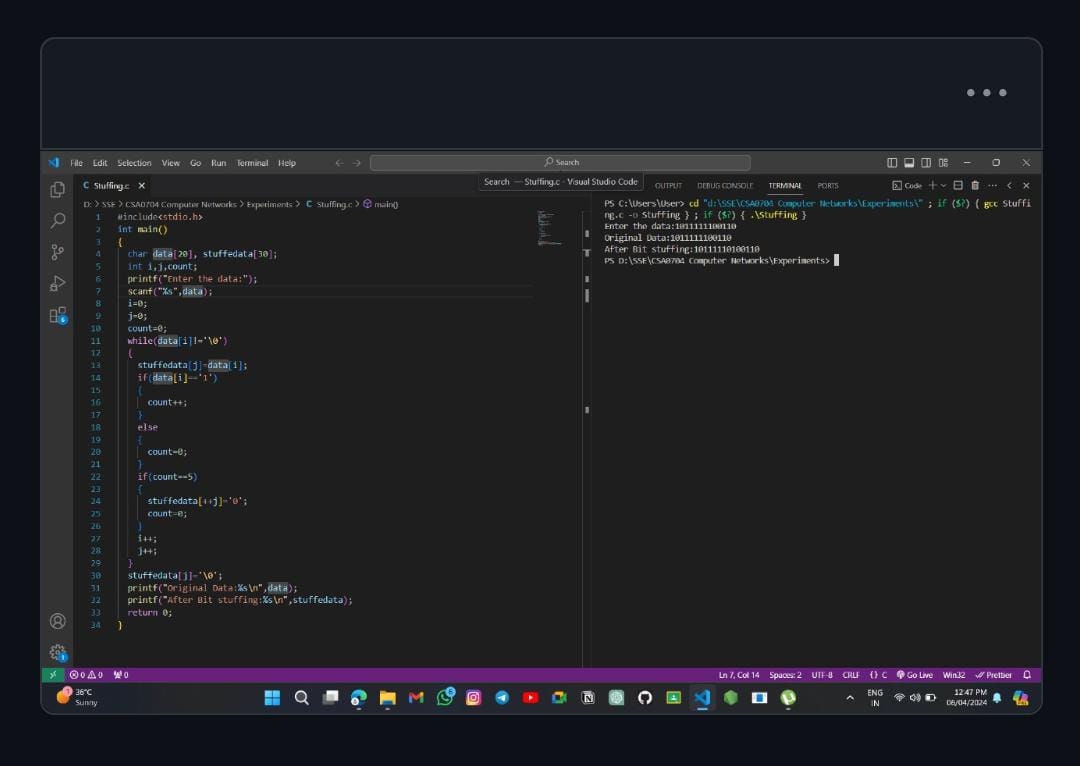 File Edit Selection View Go Run Terminal Help
Search
C Stuffing.c
Search — Stuffing.c - Visual Studio Code
OUTPUT DEBUG CONSOLE TERMINAL PORTS
Code
D: > SSE > CSA0704 Computer Networks > Experiments > C Stuffing.c > main()
1 #include<stdio.h>
2 int main()
3 {
4 char data[20], stuffedata[30];
5 int i,j,count;
6 printf("Enter the data:");
7 scanf("%s",data);
8 i=0;
9 j=0;
10 count=0;
11 while(data[i]!='\0')
12 {
13 stuffedata[j]=data[i];
14 if(data[i]=='1')
15 {
16 count++;
17 }
18 else
19 {
20 count=0;
21 }
22 if(count==5)
23 {
24 stuffedata[++j]='0';
25 count=0;
26 }
27 i++;
28 j++;
29 }
30 stuffedata[j]='\0';
31 printf("Original Data:%s\n",data);
32 printf("After Bit stuffing:%s\n",stuffedata);
33 return 0;
34 }
PS C:\Users\User> cd "d:\SSE\CSA0704 Computer Networks\Experiments\" ; if ($?) { gcc Stuffi
ng.c -o Stuffing } ; if ($?) { .\Stuffing }
Enter the data:1011111100110
Original Data:1011111100110
After Bit stuffing:10111110100110
PS D:\SSE\CSA0704 Computer Networks\Experiments>
6
1
0 0 0
Ln 7, Col 14 Spaces: 2 UTF-8 CRLF {} C Go Live Win32 Prettier
1
36°C
Sunny
ENG
IN
12:47 PM
06/04/2024